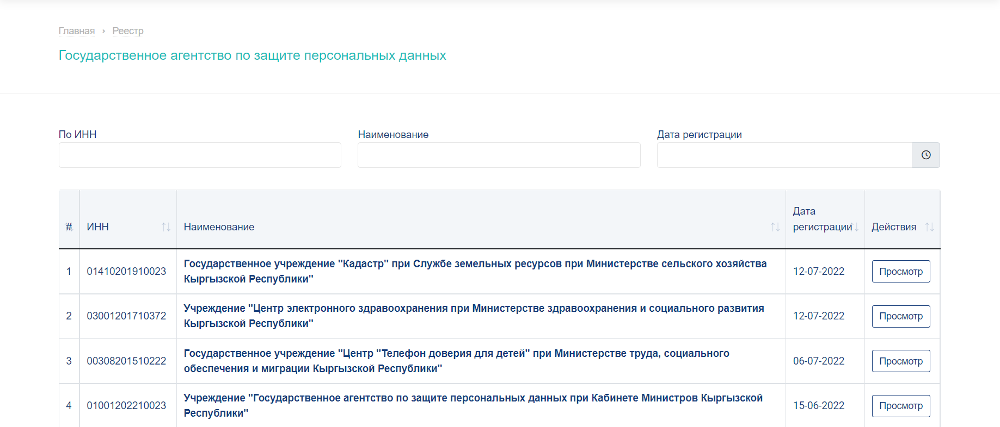 Главная › Реестр
Государственное агентство по защите персональных данных
По ИНН Наименование Дата регистрации
# ИНН Наименование Дата регистрации Действия
1 01410201910023 Государственное учреждение "Кадастр" при Службе земельных ресурсов при Министерстве сельского хозяйства
Кыргызской Республики" 12-07-2022 Просмотр
2 03001201710372 Учреждение "Центр электронного здравоохранения при Министерстве здравоохранения и социального развития
Кыргызской Республики" 12-07-2022 Просмотр
3 00308201510222 Государственное учреждение "Центр "Телефон доверия для детей" при Министерстве труда, социального
обеспечения и миграции Кыргызской Республики" 06-07-2022 Просмотр
4 01001202210023 Учреждение "Государственное агентство по защите персональных данных при Кабинете Министров Кыргызской
Республики" 15-06-2022 Просмотр